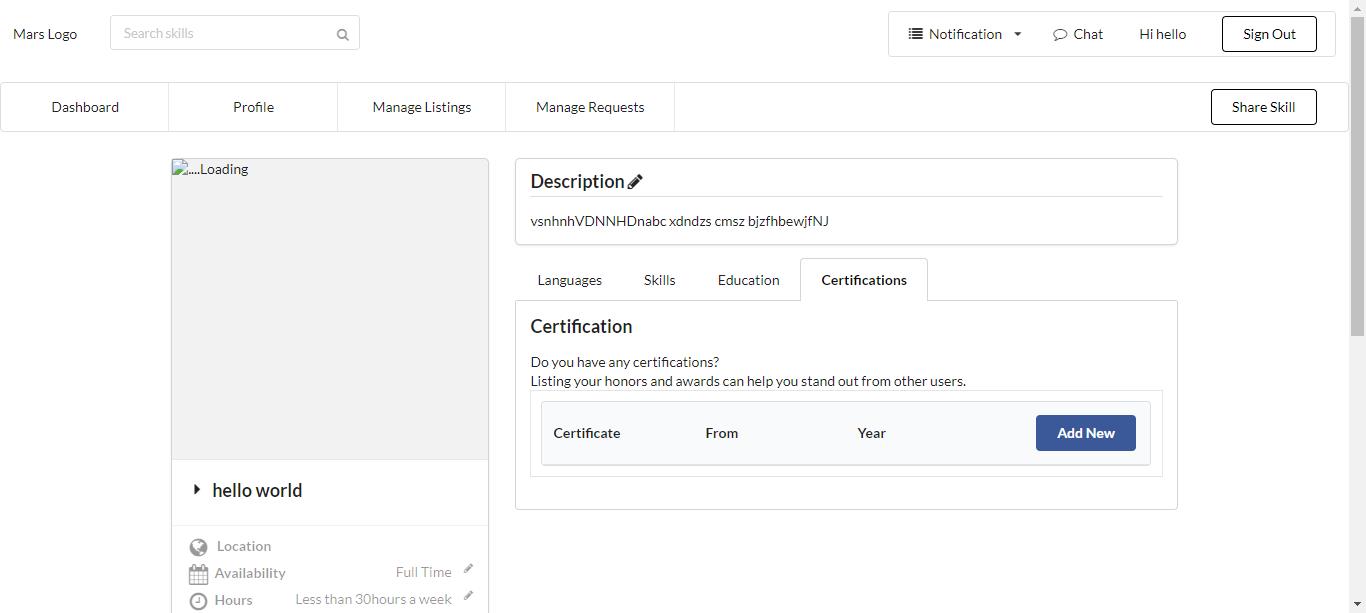 Mars Logo
Search skills
Notification
Chat
Hi hello
Sign Out
Dashboard
Profile
Manage Listings
Manage Requests
Share Skill
....Loading
hello world
Location
Availability
Full Time
Hours
Less than 30hours a week
Description
vsnhnhVDNNHDnabc xdndzs cmsz bjzfhbewjfNJ
Languages
Skills
Education
Certifications
Certification
Do you have any certifications?
Listing your honors and awards can help you stand out from other users.
Certificate
From
Year
Add New